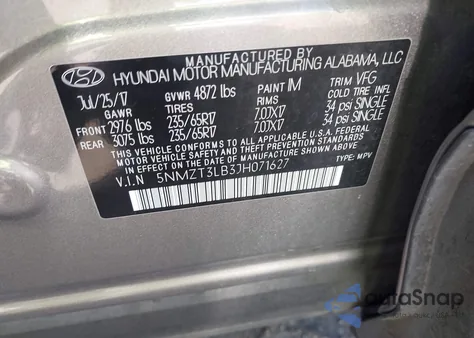 MANUFACTURED BY
HYUNDAI MOTOR MANUFACTURING ALABAMA, LLC
Jul/25/17 GVWR 4872 lbs PAINT IM TRIM VFG
GAWR TIRES RIMS COLD TIRE INFL
FRONT 2976 lbs 235/65R17 7.0JX17 34 psi SINGLE
REAR 3075 lbs 235/65R17 7.0JX17 34 psi SINGLE
THIS VEHICLE CONFORMS TO ALL APPLICABLE U.S. FEDERAL
MOTOR VEHICLE SAFETY AND THEFT PREVENTION STANDARDS
IN EFFECT ON THE DATE OF MANUFACTURE SHOWN ABOVE.
V.I.N 5NMZT3LB3JH071627 TYPE: MPV
autoSnap